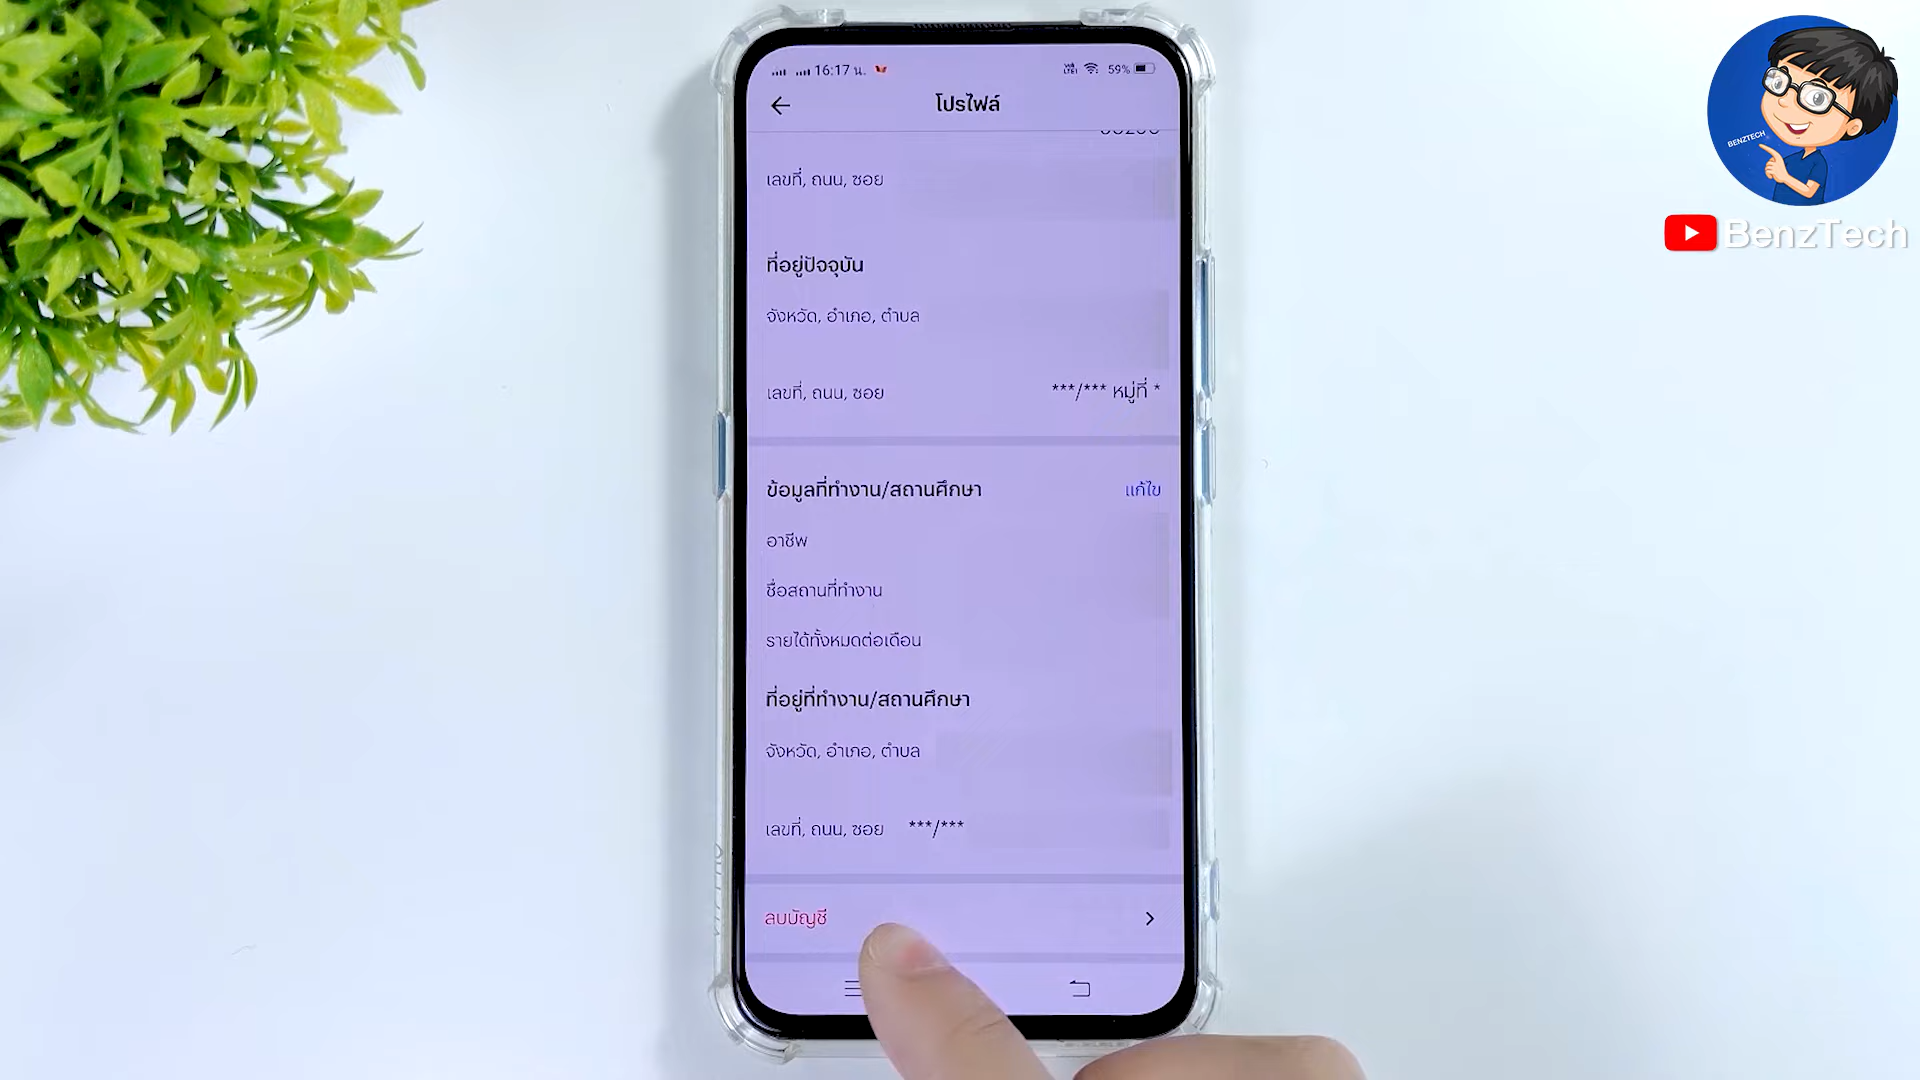 16:17 น.
59%
โปรไฟล์
เลขที่, ถนน, ซอย
ที่อยู่ปัจจุบัน
จังหวัด, อำเภอ, ตำบล
เลขที่, ถนน, ซอย ***/*** หมู่ที่ *
ข้อมูลที่ทำงาน/สถานศึกษา แก้ไข
อาชีพ
ชื่อสถานที่ทำงาน
รายได้ทั้งหมดต่อเดือน
ที่อยู่ที่ทำงาน/สถานศึกษา
จังหวัด, อำเภอ, ตำบล
เลขที่, ถนน, ซอย ***/***
ลบบัญชี
BENZTECH
BenzTech